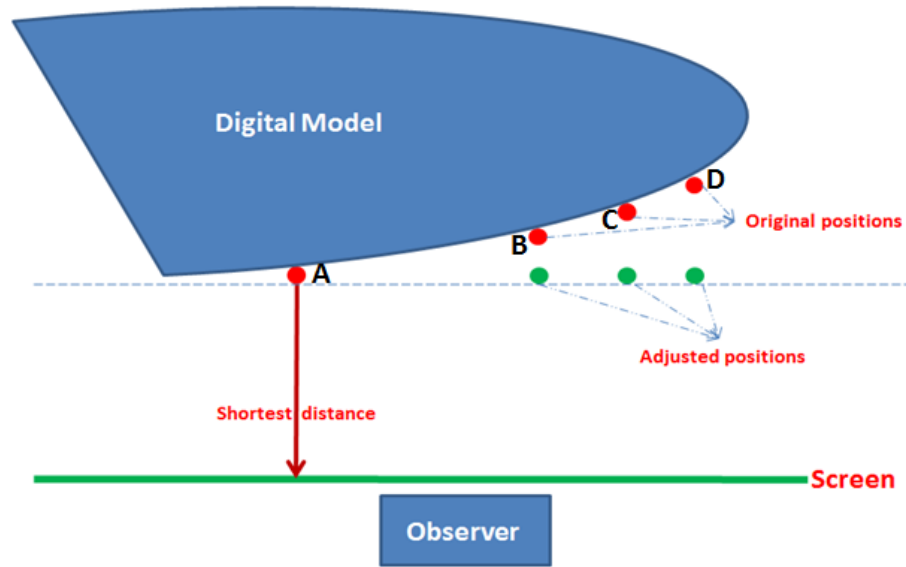 Digital Model
D
C
Original positions
B
A
Adjusted positions
Shortest distance
Screen
Observer